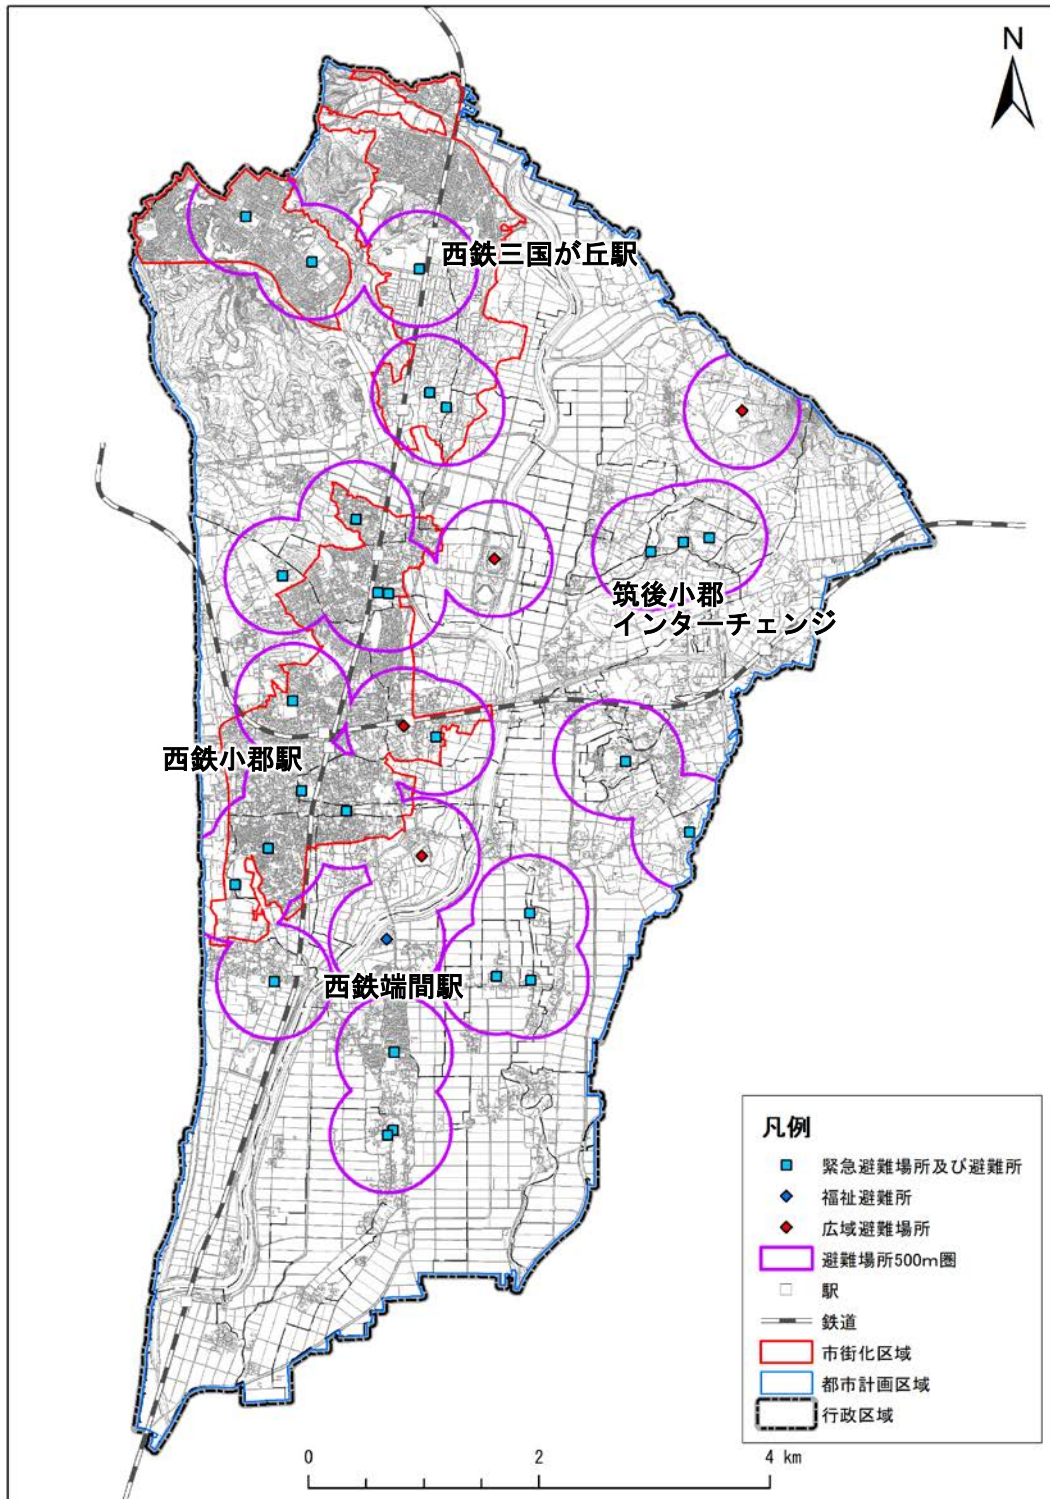 N
西鉄三国が丘駅
筑後小郡
インターチェンジ
西鉄小郡駅
西鉄端間駅
凡例
緊急避難場所及び避難所
福祉避難所
広域避難場所
避難場所500m圏
駅
鉄道
市街化区域
都市計画区域
行政区域
0 2 4 km